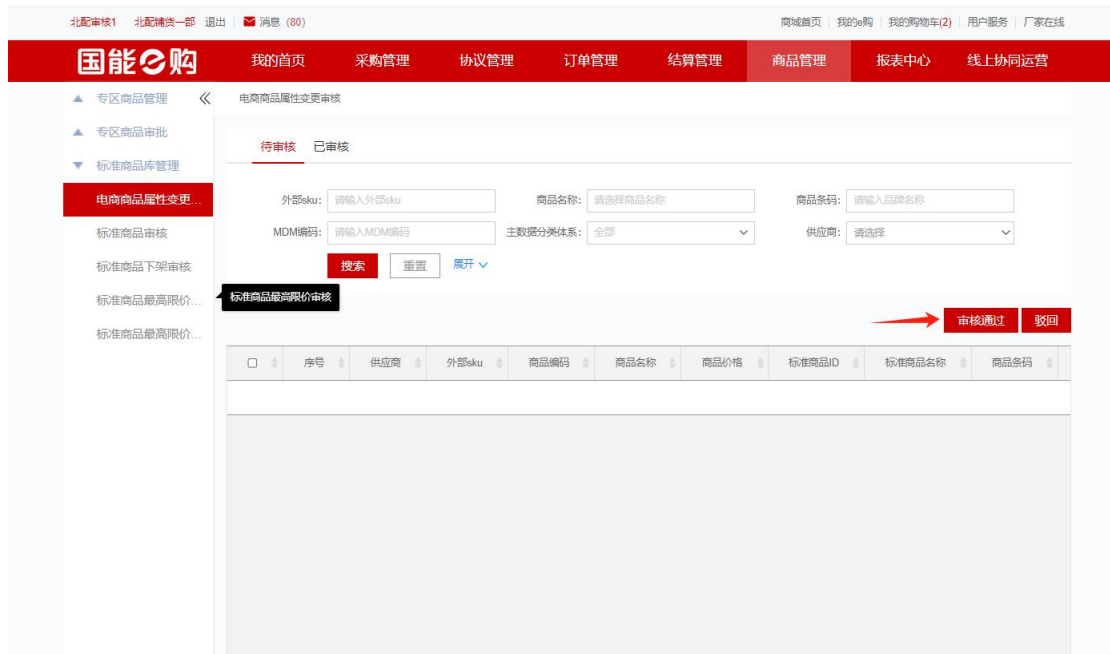 北配审核1 北配铺货一部 退出 消息 (80) 商城首页 我的e购 我的购物车(2) 用户服务 厂家在线
国能e购 我的首页 采购管理 协议管理 订单管理 结算管理 商品管理 报表中心 线上协同运营
专区商品管理 电商商品属性变更审核
专区商品审批
待审核 已审核
标准商品库管理
电商商品属性变更... 外部sku: 请输入外部sku 商品名称: 请选择商品名称 商品条码: 请输入品牌名称
标准商品审核 MDM编码: 请输入MDM编码 主数据分类体系: 全部 供应商: 请选择
标准商品下架审核 搜索 重置 展开
标准商品最高限价... 标准商品最高限价审核
审核通过 驳回
标准商品最高限价...
序号 供应商 外部sku 商品编码 商品名称 商品价格 标准商品ID 标准商品名称 商品条码